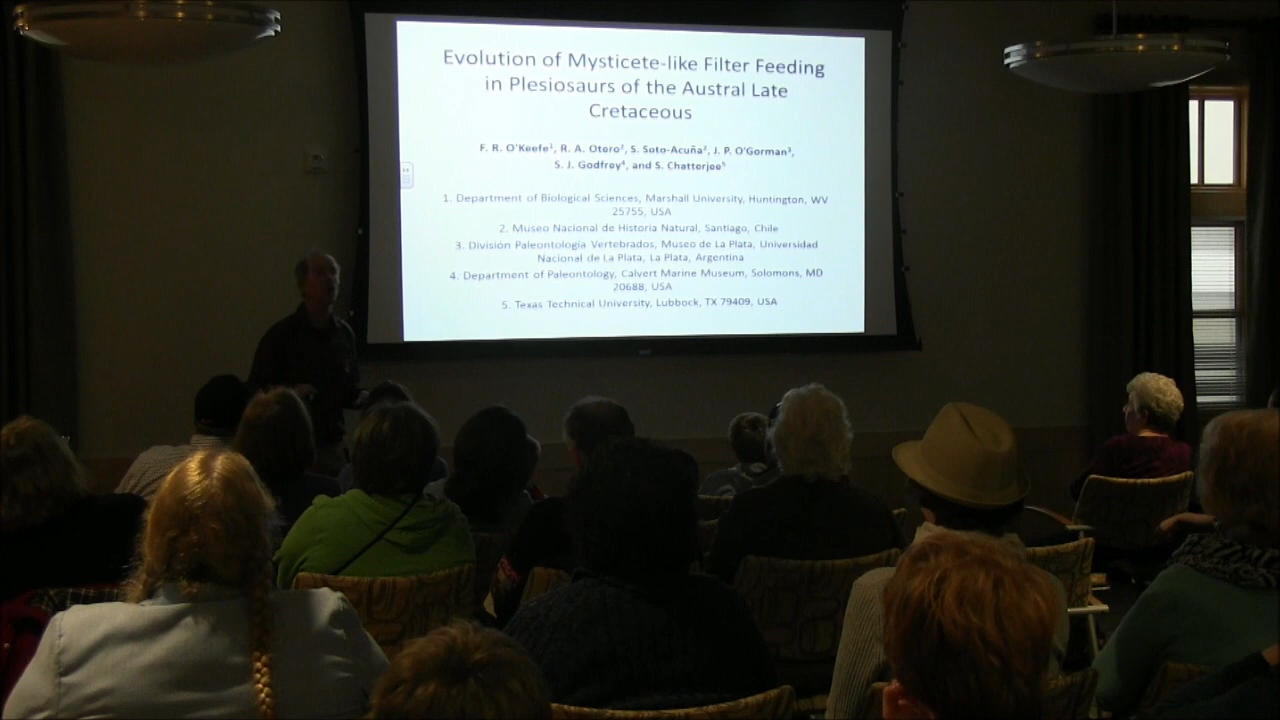 Evolution of Mysticete-like Filter Feeding
in Plesiosaurs of the Austral Late
Cretaceous
F. R. O'Keefe¹, R. A. Otero², S. Soto-Acuña², J. P. O'Gorman³,
S. J. Godfrey⁴, and S. Chatterjee⁵
1. Department of Biological Sciences, Marshall University, Huntington, WV
25755, USA
2. Museo Nacional de Historia Natural, Santiago, Chile
3. División Paleontología Vertebrados, Museo de La Plata, Universidad
Nacional de La Plata, La Plata, Argentina
4. Department of Paleontology, Calvert Marine Museum, Solomons, MD
20688, USA
5. Texas Technical University, Lubbock, TX 79409, USA